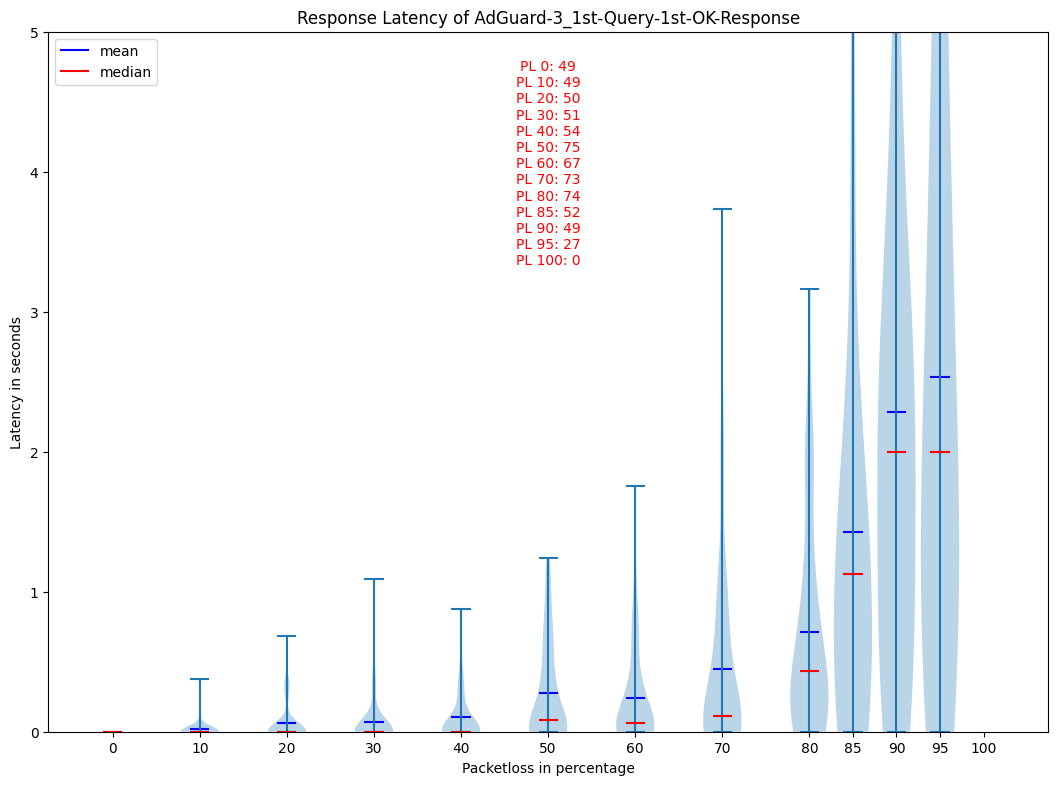 Response Latency of AdGuard-3_1st-Query-1st-OK-Response
5
mean
median
PL 0: 49
PL 10: 49
PL 20: 50
PL 30: 51
PL 40: 54
PL 50: 75
PL 60: 67
PL 70: 73
PL 80: 74
PL 85: 52
PL 90: 49
PL 95: 27
PL 100: 0
4
3
2
1
0
Latency in seconds
0 10 20 30 40 50 60 70 80 85 90 95 100
Packetloss in percentage